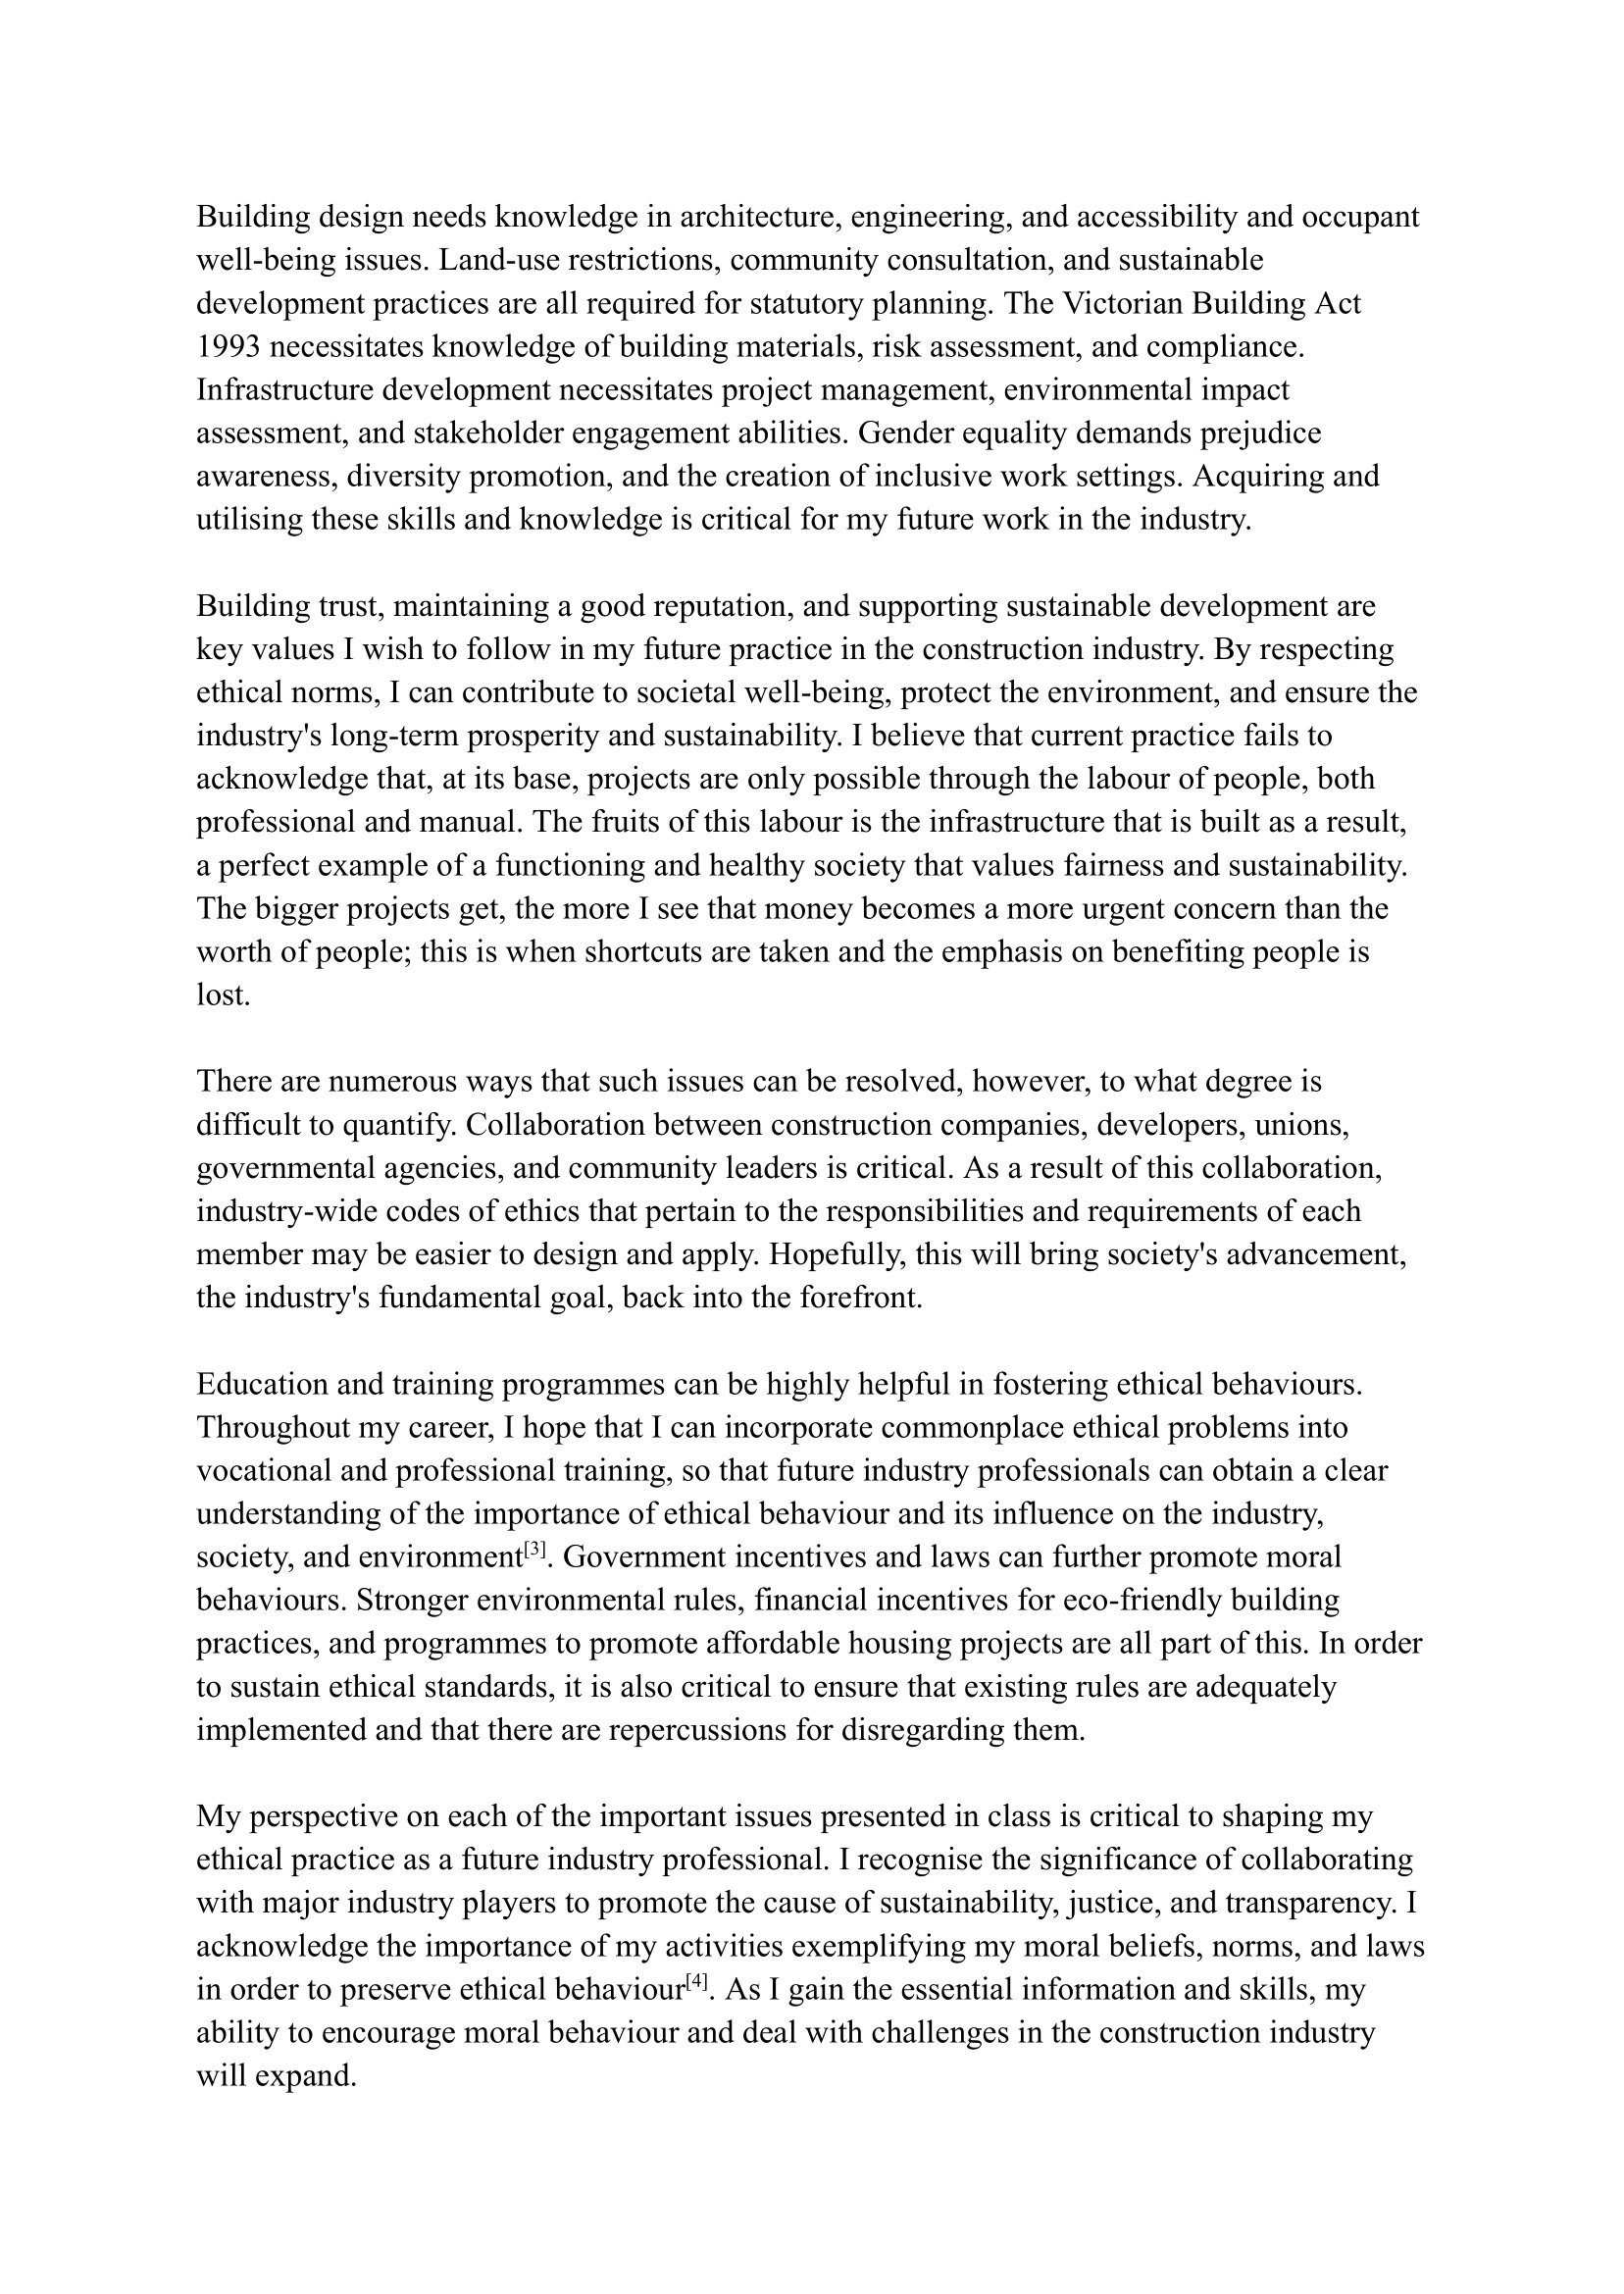 Building design needs knowledge in architecture, engineering, and accessibility and occupant
well-being issues. Land-use restrictions, community consultation, and sustainable
development practices are all required for statutory planning. The Victorian Building Act
1993 necessitates knowledge of building materials, risk assessment, and compliance.
Infrastructure development necessitates project management, environmental impact
assessment, and stakeholder engagement abilities. Gender equality demands prejudice
awareness, diversity promotion, and the creation of inclusive work settings. Acquiring and
utilising these skills and knowledge is critical for my future work in the industry.
Building trust, maintaining a good reputation, and supporting sustainable development are
key values I wish to follow in my future practice in the construction industry. By respecting
ethical norms, I can contribute to societal well-being, protect the environment, and ensure the
industry's long-term prosperity and sustainability. I believe that current practice fails to
acknowledge that, at its base, projects are only possible through the labour of people, both
professional and manual. The fruits of this labour is the infrastructure that is built as a result,
a perfect example of a functioning and healthy society that values fairness and sustainability.
The bigger projects get, the more I see that money becomes a more urgent concern than the
worth of people; this is when shortcuts are taken and the emphasis on benefiting people is
lost.
There are numerous ways that such issues can be resolved, however, to what degree is
difficult to quantify. Collaboration between construction companies, developers, unions,
governmental agencies, and community leaders is critical. As a result of this collaboration,
industry-wide codes of ethics that pertain to the responsibilities and requirements of each
member may be easier to design and apply. Hopefully, this will bring society's advancement,
the industry's fundamental goal, back into the forefront.
Education and training programmes can be highly helpful in fostering ethical behaviours.
Throughout my career, I hope that I can incorporate commonplace ethical problems into
vocational and professional training, so that future industry professionals can obtain a clear
understanding of the importance of ethical behaviour and its influence on the industry,
society, and environment[3]. Government incentives and laws can further promote moral
behaviours. Stronger environmental rules, financial incentives for eco-friendly building
practices, and programmes to promote affordable housing projects are all part of this. In order
to sustain ethical standards, it is also critical to ensure that existing rules are adequately
implemented and that there are repercussions for disregarding them.
My perspective on each of the important issues presented in class is critical to shaping my
ethical practice as a future industry professional. I recognise the significance of collaborating
with major industry players to promote the cause of sustainability, justice, and transparency. I
acknowledge the importance of my activities exemplifying my moral beliefs, norms, and laws
in order to preserve ethical behaviour[4]. As I gain the essential information and skills, my
ability to encourage moral behaviour and deal with challenges in the construction industry
will expand.